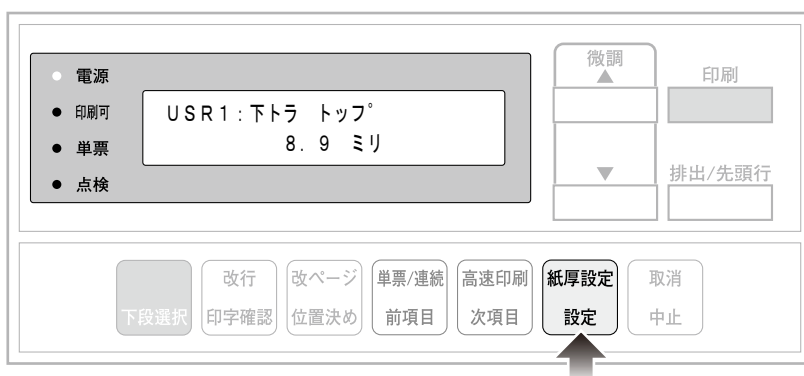 電源
印刷可
単票
点検
USR1:下トラ トップ゜
8.9 ミリ
微調
▲
▼
印刷
排出/先頭行
下段選択
改行
印字確認
改ページ
位置決め
単票/連続
前項目
高速印刷
次項目
紙厚設定
設定
取消
中止